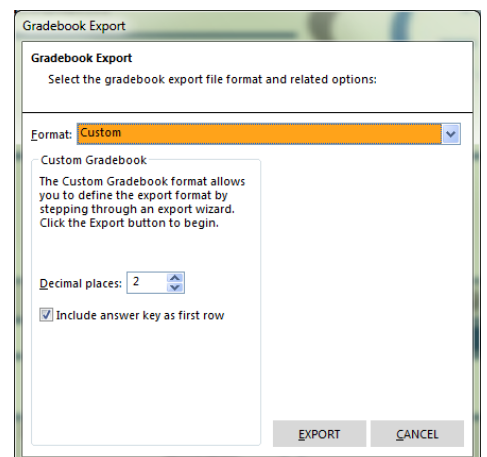 Gradebook Export
Gradebook Export
Select the gradebook export file format and related options:
Format: Custom
Custom Gradebook
The Custom Gradebook format allows
you to define the export format by
stepping through an export wizard.
Click the Export button to begin.
Decimal places: 2
Include answer key as first row
EXPORT CANCEL